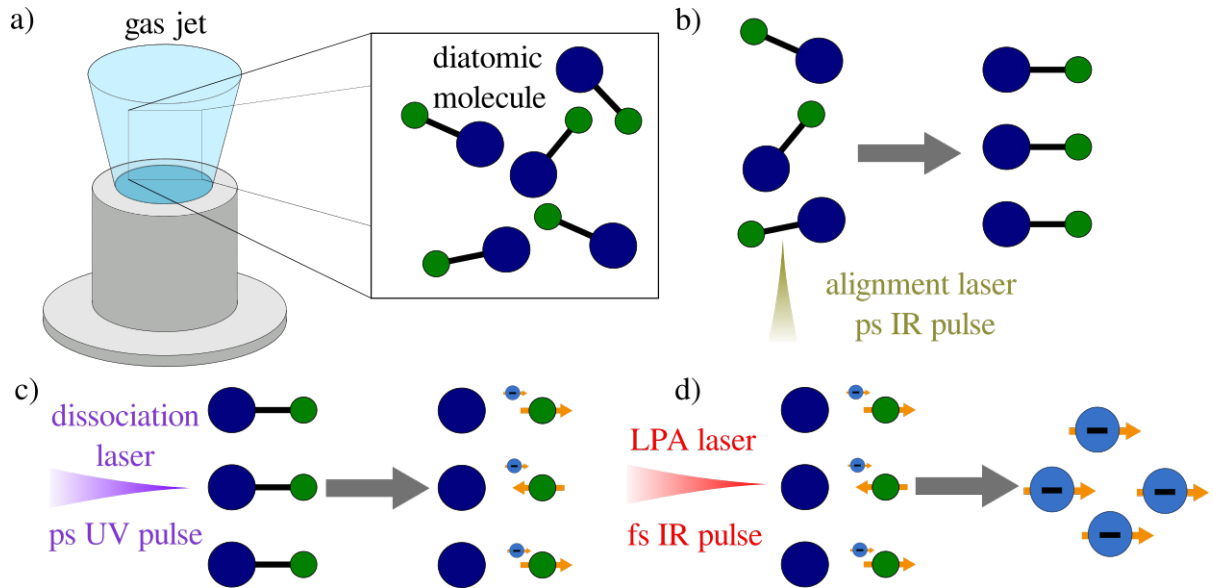 a)
gas jet
diatomic
molecule
b)
alignment laser
ps IR pulse
c)
dissociation
laser
ps UV pulse
d)
LPA laser
fs IR pulse